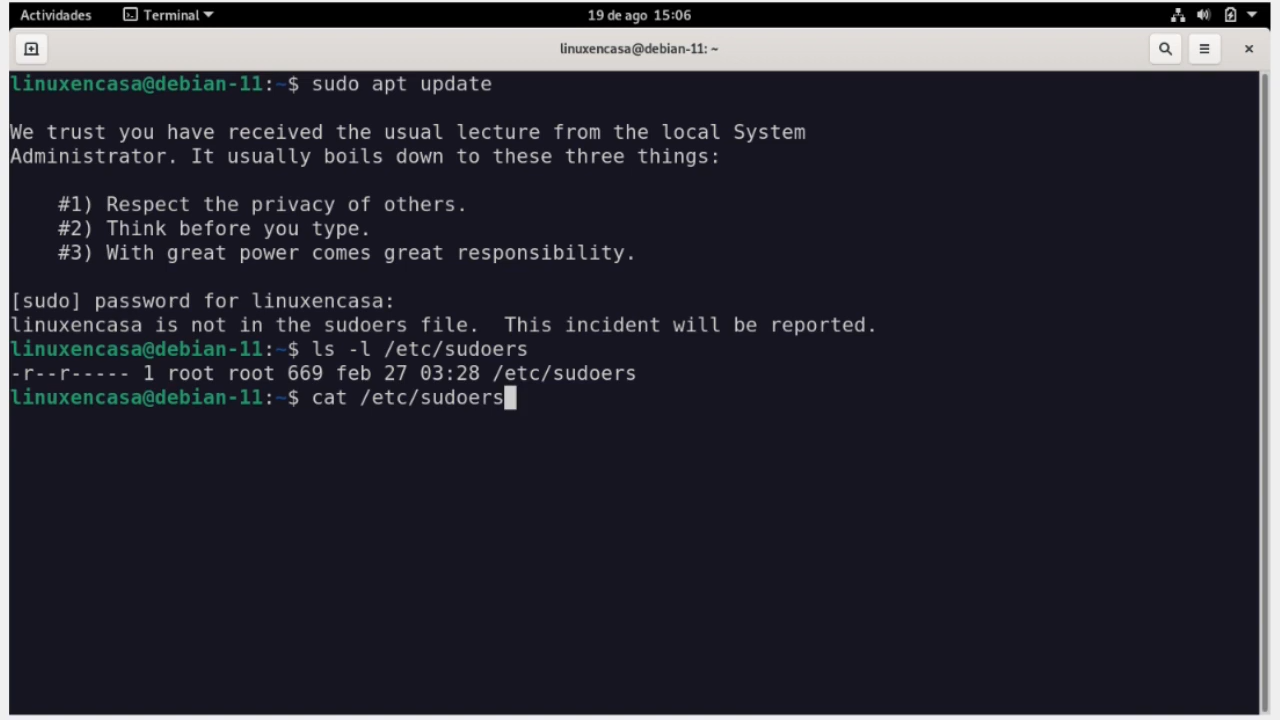 Actividades Terminal 19 de ago 15:06
linuxencasa@debian-11: ~
linuxencasa@debian-11:~$ sudo apt update
We trust you have received the usual lecture from the local System
Administrator. It usually boils down to these three things:
#1) Respect the privacy of others.
#2) Think before you type.
#3) With great power comes great responsibility.
[sudo] password for linuxencasa:
linuxencasa is not in the sudoers file.  This incident will be reported.
linuxencasa@debian-11:~$ ls -l /etc/sudoers
-r--r----- 1 root root 669 feb 27 03:28 /etc/sudoers
linuxencasa@debian-11:~$ cat /etc/sudoers